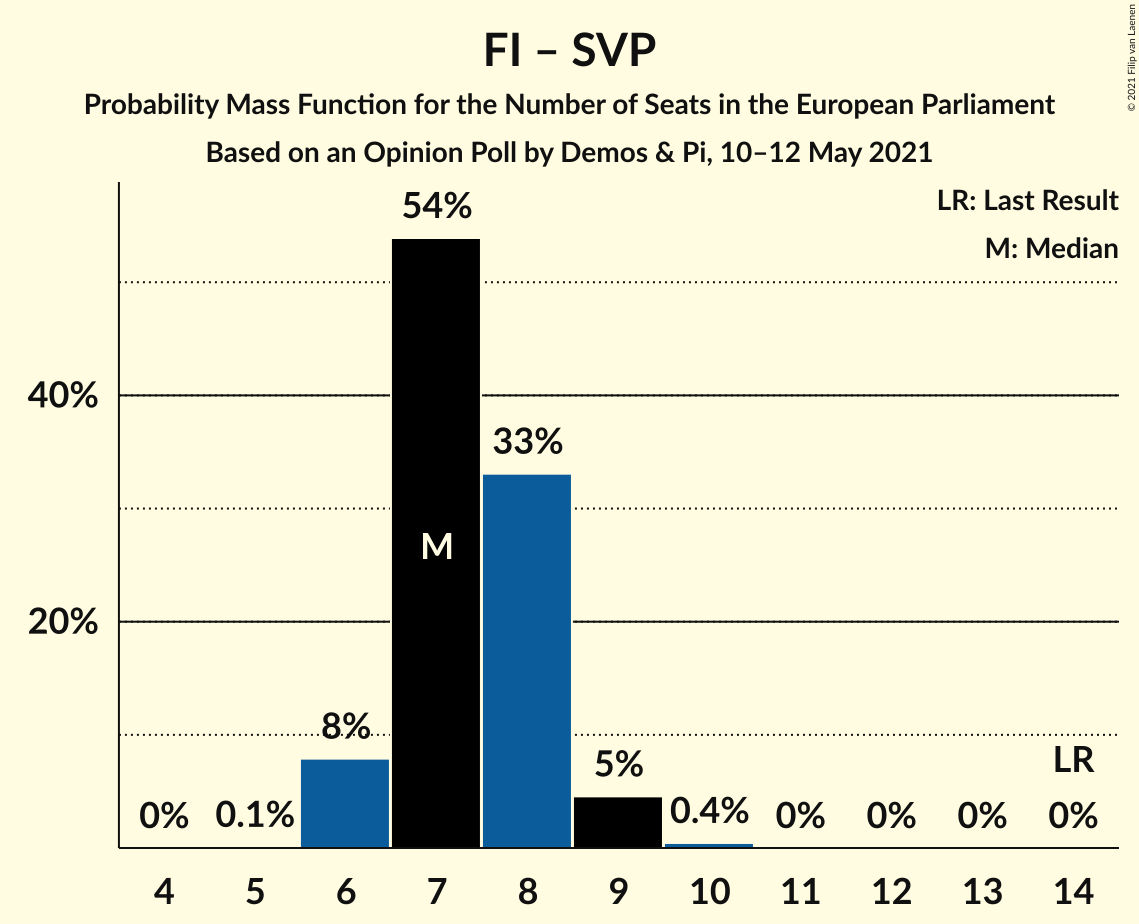 FI – SVP
Probability Mass Function for the Number of Seats in the European Parliament
Based on an Opinion Poll by Demos & Pi, 10–12 May 2021
© 2021 Filip van Laenen
LR: Last Result
M: Median
54%
40%
33%
M
20%
8%
5%
LR
0% 0.1% 0.4% 0% 0% 0% 0%
4 5 6 7 8 9 10 11 12 13 14